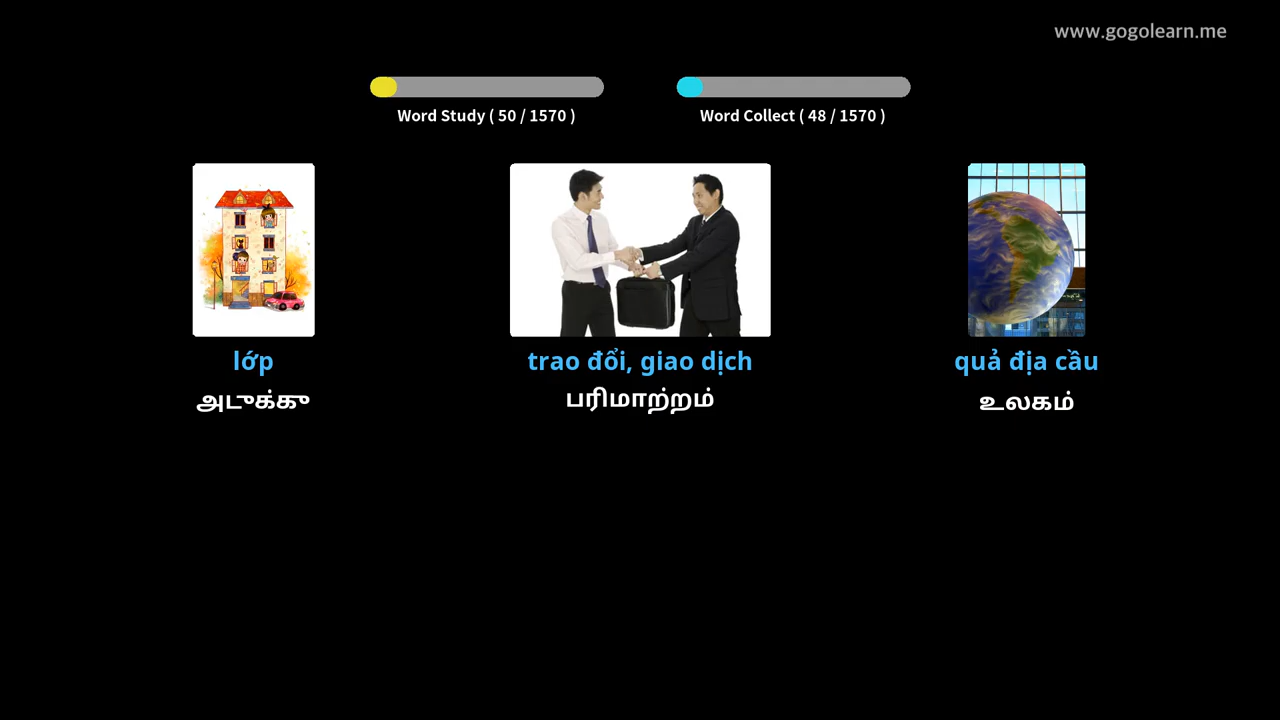 www.gogolearn.me
Word Study ( 50 / 1570 )
Word Collect ( 48 / 1570 )
lớp
trao đổi, giao dịch
quả địa cầu
அடுக்கு
பரிமாற்றம்
உலகம்